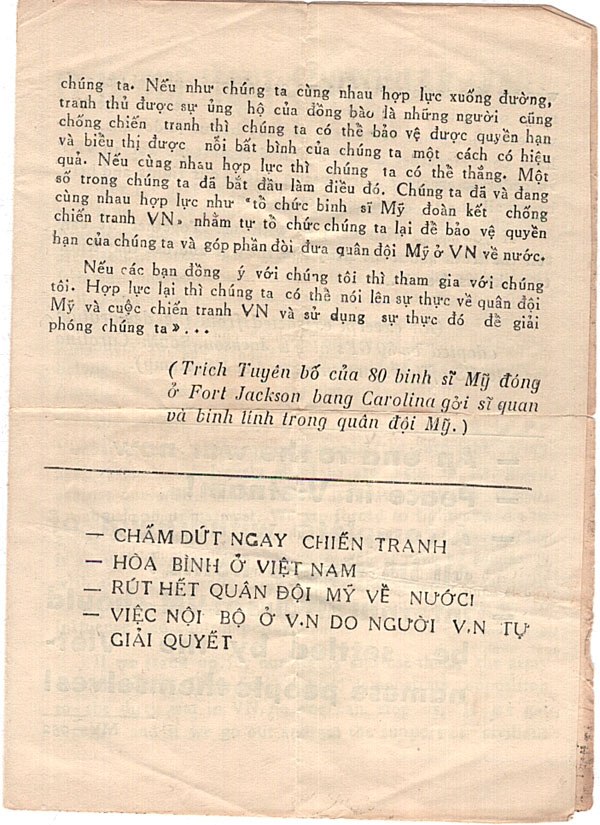 chúng ta. Nếu như chúng ta cùng nhau hợp lực xuống đường,
tranh thủ được sự ủng hộ của đồng bào là những người cũng
chống chiến tranh thì chúng ta có thể bảo vệ được quyền hạn
và biểu thị được nỗi bất bình của chúng ta một cách có hiệu
quả. Nếu cùng nhau hợp lực thì chúng ta có thể thắng. Một
số trong chúng ta đã bắt đầu làm điều đó. Chúng ta đã và đang
cùng nhau hợp lực như «tổ chức binh sĩ Mỹ đoàn kết chống
chiến tranh VN» nhằm tự tổ chức chúng ta lại để bảo vệ quyền
hạn của chúng ta và góp phần đòi đưa quân đội Mỹ ở VN về nước.
Nếu các bạn đồng ý với chúng tôi thì tham gia với chúng
tôi. Hợp lực lại thì chúng ta có thể nói lên sự thực về quân đội
Mỹ và cuộc chiến tranh VN và sử dụng sự thực đó để giải
phóng chúng ta»...
(Trích Tuyên bố của 80 binh sĩ Mỹ đóng
ở Fort Jackson bang Carolina gởi sĩ quan
và binh lính trong quân đội Mỹ.)
— CHẤM DỨT NGAY CHIẾN TRANH
— HÒA BÌNH Ở VIỆT NAM
— RÚT HẾT QUÂN ĐỘI MỸ VỀ NƯỚC!
— VIỆC NỘI BỘ Ở V.N DO NGƯỜI V.N TỰ
GIẢI QUYẾT